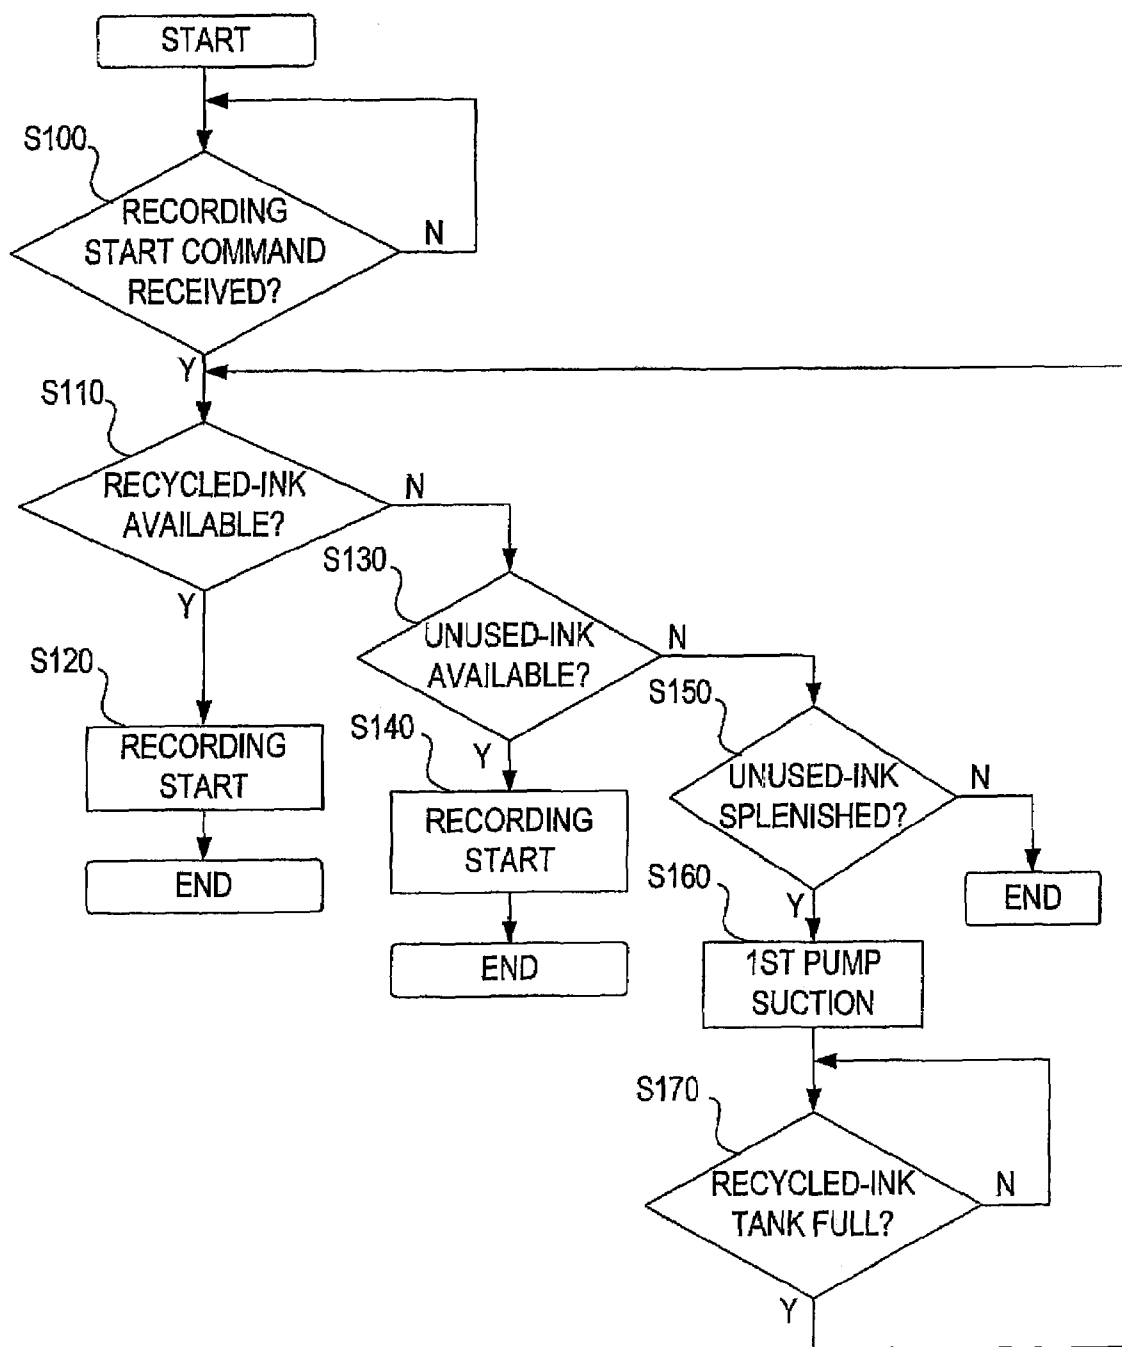 START
S100
RECORDING
START COMMAND
RECEIVED?
N
Y
S110
RECYCLED-INK
AVAILABLE?
N
Y
S130
UNUSED-INK
AVAILABLE?
N
Y
S120
RECORDING
START
END
S140
RECORDING
START
END
S150
UNUSED-INK
SPLENISHED?
N
Y
END
S160
1ST PUMP
SUCTION
S170
RECYCLED-INK
TANK FULL?
N
Y